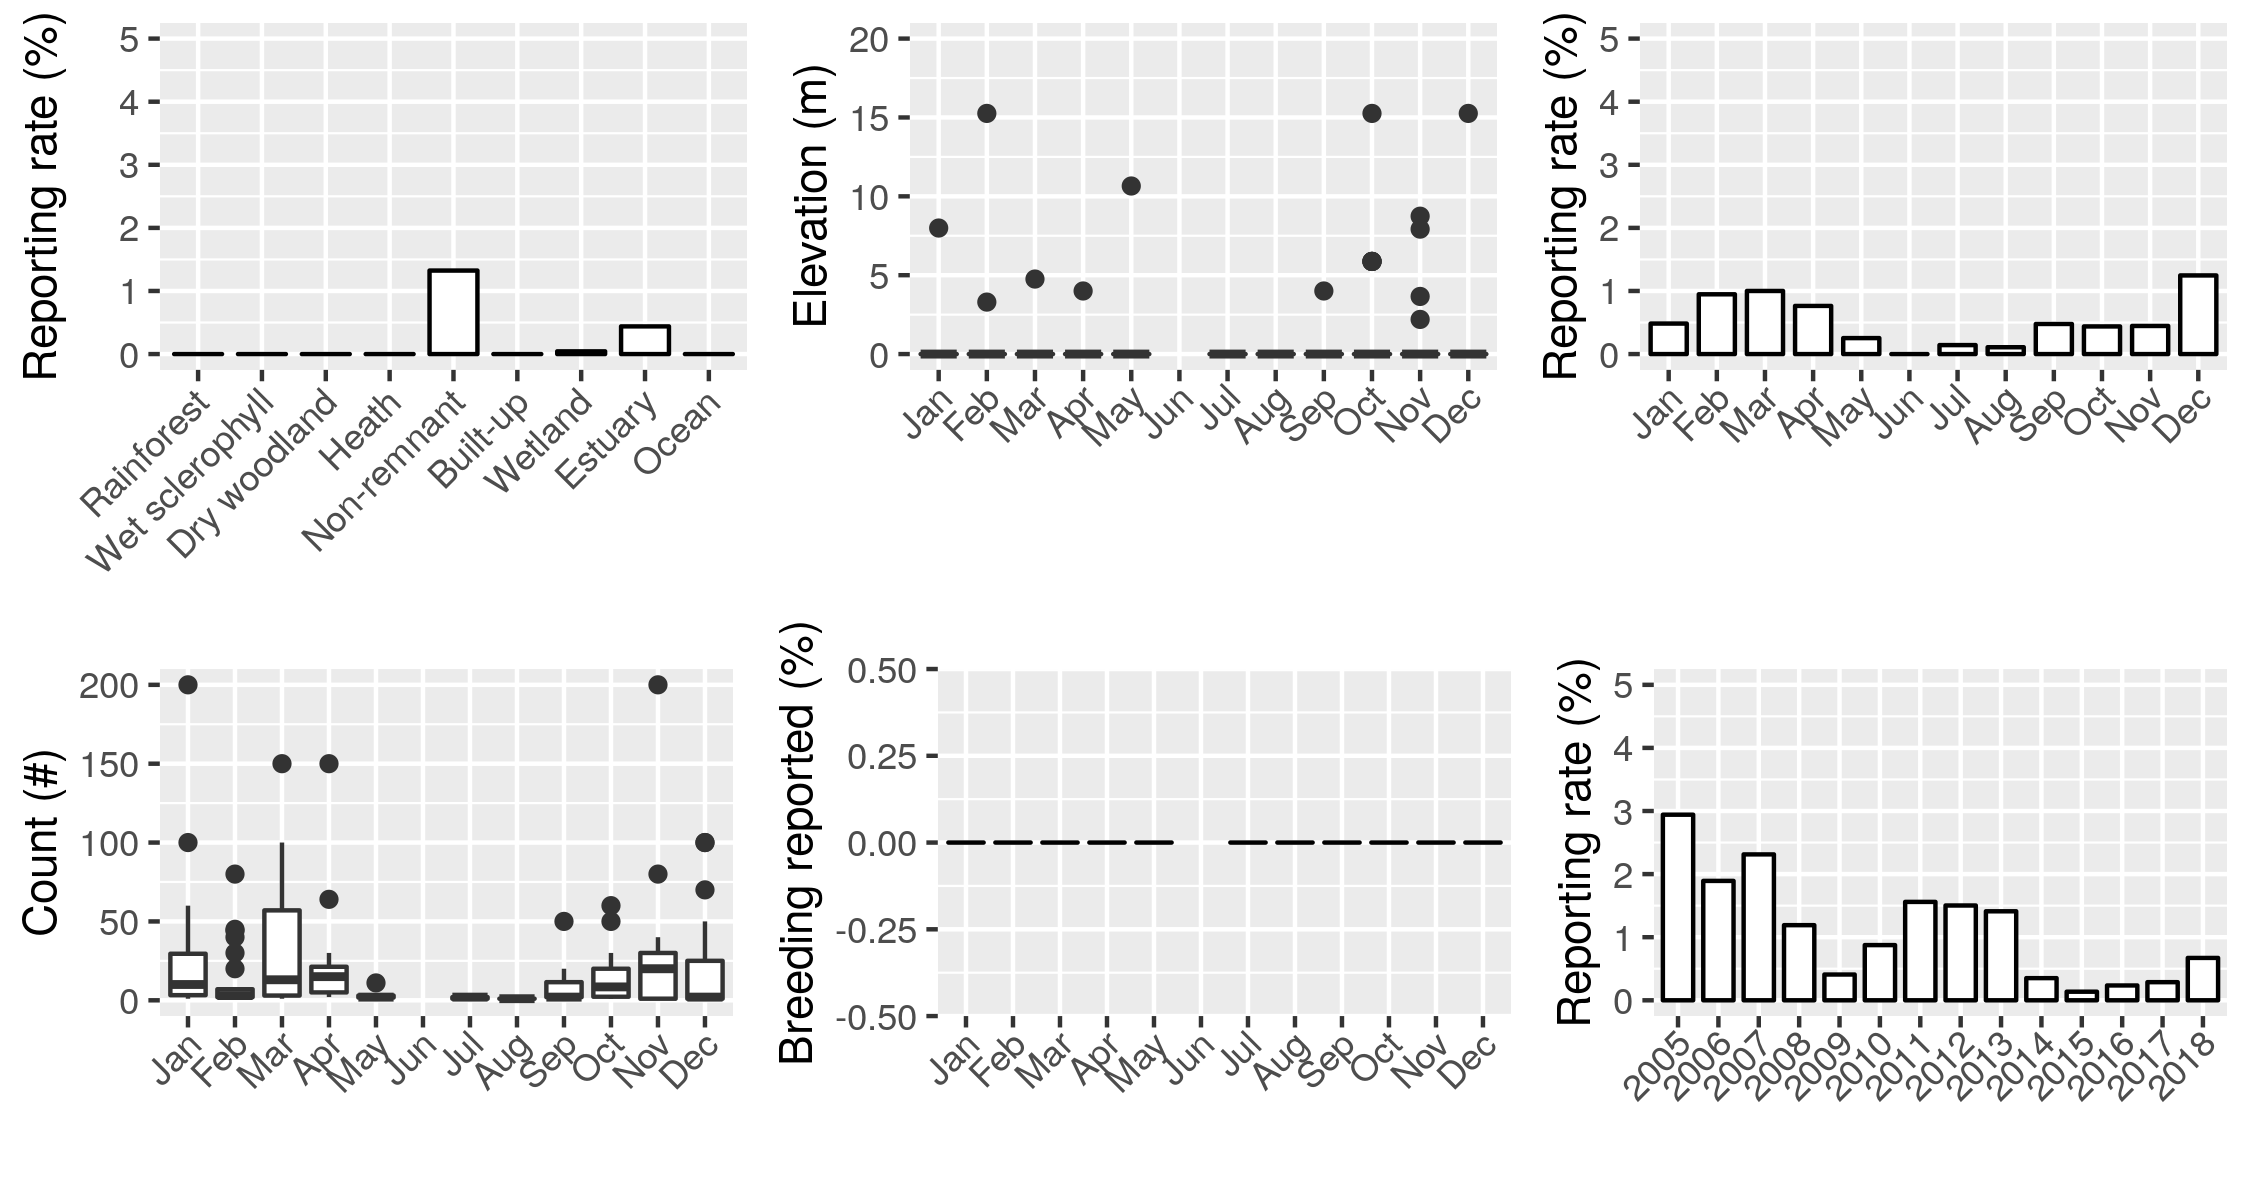 Reporting rate (%)
5
4
3
2
1
0
Rainforest
Wet sclerophyll
Dry woodland
Heath
Non-remnant
Built-up
Wetland
Estuary
Ocean
Elevation (m)
20
15
10
5
0
Jan
Feb
Mar
Apr
May
Jun
Jul
Aug
Sep
Oct
Nov
Dec
Reporting rate (%)
5
4
3
2
1
0
Jan
Feb
Mar
Apr
May
Jun
Jul
Aug
Sep
Oct
Nov
Dec
Count (#)
200
150
100
50
0
Jan
Feb
Mar
Apr
May
Jun
Jul
Aug
Sep
Oct
Nov
Dec
Breeding reported (%)
0.50
0.25
0.00
-0.25
-0.50
Jan
Feb
Mar
Apr
May
Jun
Jul
Aug
Sep
Oct
Nov
Dec
Reporting rate (%)
5
4
3
2
1
0
2005
2006
2007
2008
2009
2010
2011
2012
2013
2014
2015
2016
2017
2018